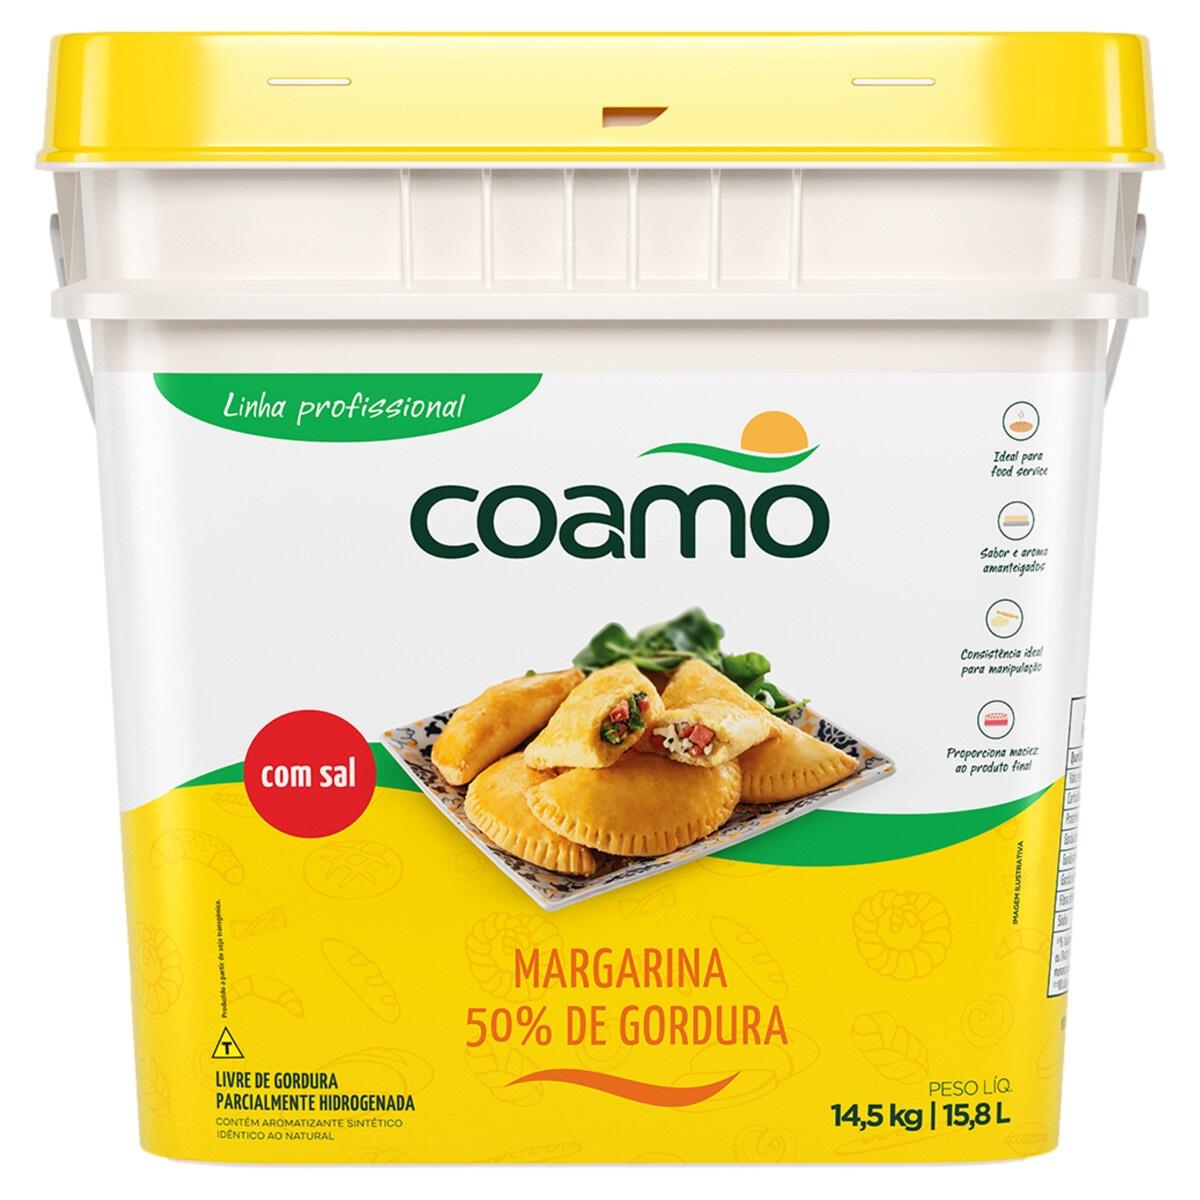 Linha profissional
coamo
Ideal para
food service
Sabor e aroma
amanteigados
Consistência ideal
para manipulação
Proporciona maciez
ao produto final
com sal
IMAGEM ILUSTRATIVA
Produzido a partir de soja transgênica.
MARGARINA
50% DE GORDURA
T
LIVRE DE GORDURA
PARCIALMENTE HIDROGENADA
CONTÉM AROMATIZANTE SINTÉTICO
IDÊNTICO AO NATURAL
PESO LÍQ.
14,5 kg | 15,8 L